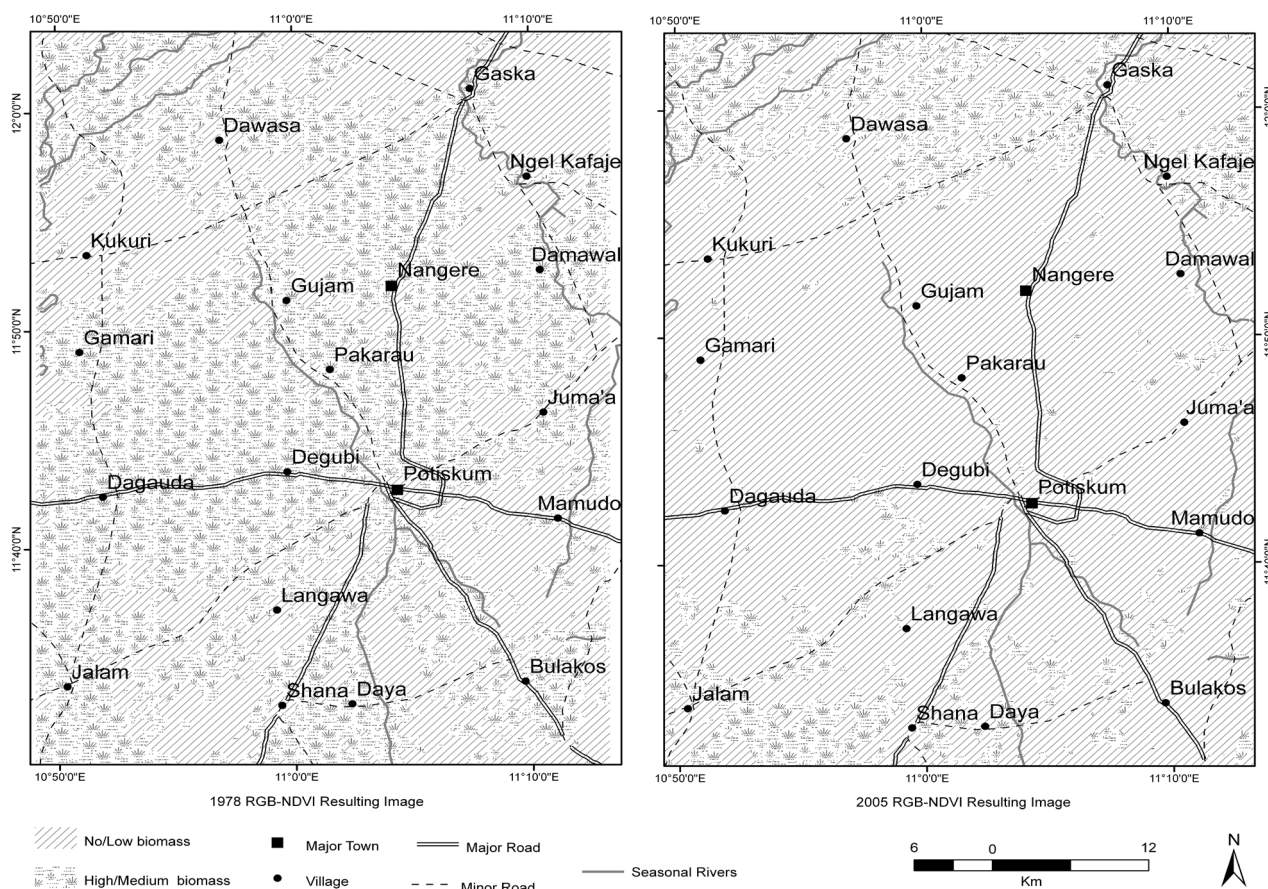 10°50'0"E 11°0'0"E 11°10'0"E
12°0'0"N
11°50'0"N
11°40'0"N
Gaska
Dawasa
Ngel Kafaje
Kukuri
Damawal
Nangere
Gujam
Gamari
Pakarau
Juma'a
Degubi
Potiskum
Dagauda
Mamudo
Langawa
Jalam
Bulakos
Shana Daya
10°50'0"E 11°0'0"E 11°10'0"E
1978 RGB-NDVI Resulting Image
10°50'0"E 11°0'0"E 11°10'0"E
Gaska
Dawasa
Ngel Kafaje
Kukuri
Damawal
Nangere
Gujam
Gamari
Pakarau
Juma'a
Degubi
Potiskum
Dagauda
Mamudo
Langawa
Jalam
Bulakos
Shana Daya
10°50'0"E 11°0'0"E 11°10'0"E
2005 RGB-NDVI Resulting Image
No/Low biomass
High/Medium biomass
Major Town
Village
Major Road
Minor Road
Seasonal Rivers
6 0 12
Km
N